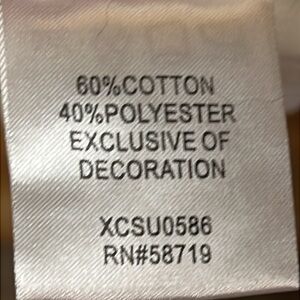 60%COTTON
40%POLYESTER
EXCLUSIVE OF
DECORATION
XCSU0586
RN#58719